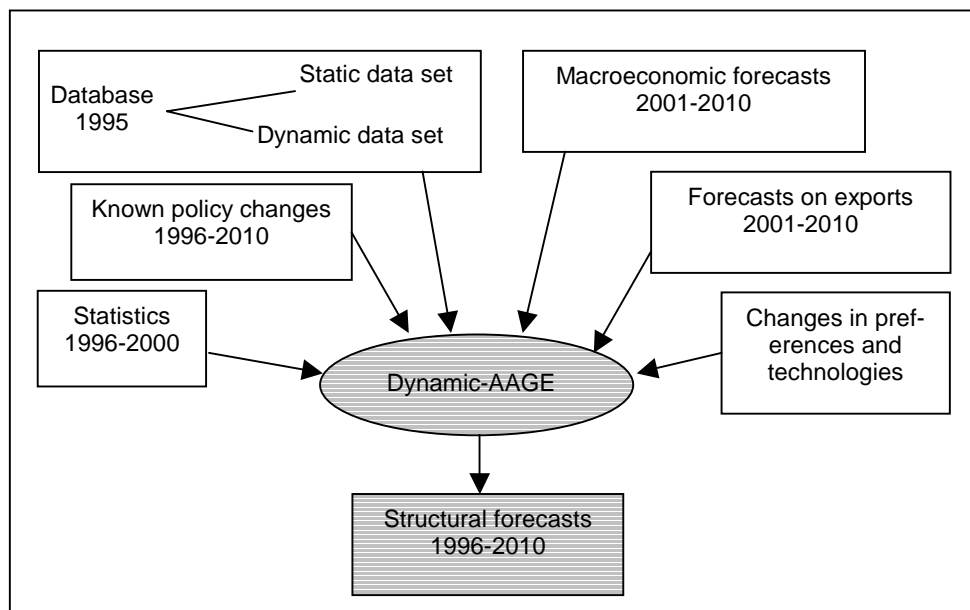 Static data set
Database
1995
Dynamic data set
Macroeconomic forecasts
2001-2010
Known policy changes
1996-2010
Forecasts on exports
2001-2010
Statistics
1996-2000
Changes in pref-
erences and
technologies
Dynamic-AAGE
Structural forecasts
1996-2010